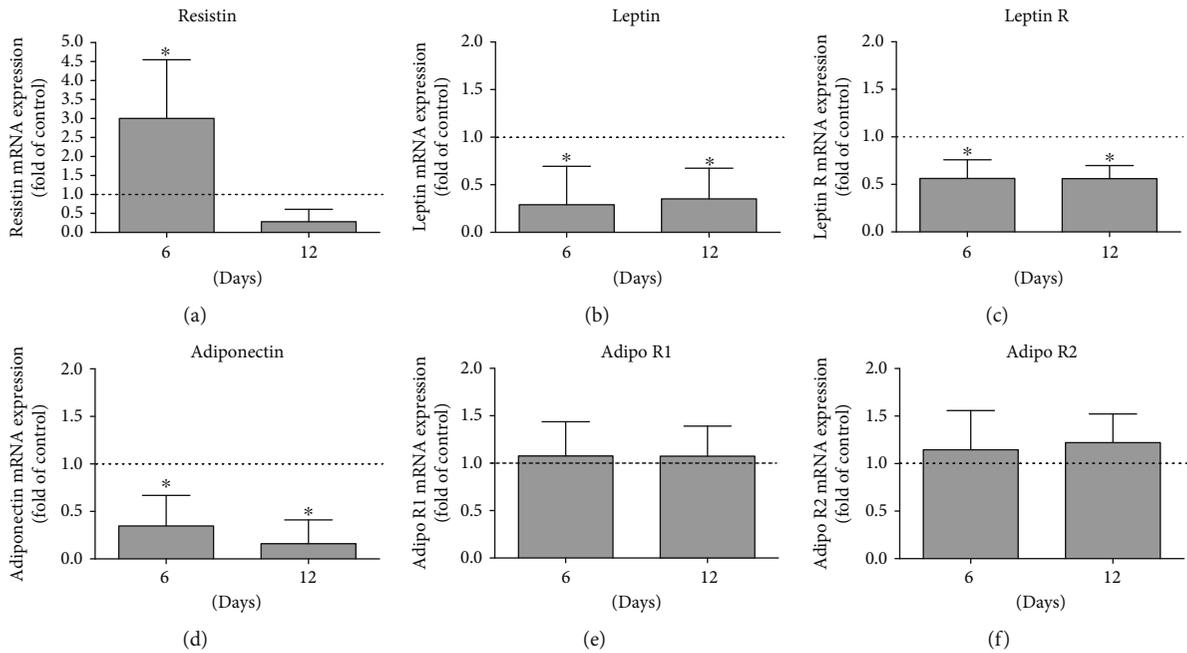 Resistin
Resistin mRNA expression
(fold of control)
5.0
4.5
4.0
3.5
3.0
2.5
2.0
1.5
1.0
0.5
0.0
*
6
12
(Days)
(a)
Leptin
Leptin mRNA expression
(fold of control)
2.0
1.5
1.0
0.5
0.0
*
*
6
12
(Days)
(b)
Leptin R
Leptin R mRNA expression
(fold of control)
2.0
1.5
1.0
0.5
0.0
*
*
6
12
(Days)
(c)
Adiponectin
Adiponectin mRNA expression
(fold of control)
2.0
1.5
1.0
0.5
0.0
*
*
6
12
(Days)
(d)
Adipo R1
Adipo R1 mRNA expression
(fold of control)
2.0
1.5
1.0
0.5
0.0
6
12
(Days)
(e)
Adipo R2
Adipo R2 mRNA expression
(fold of control)
2.0
1.5
1.0
0.5
0.0
6
12
(Days)
(f)